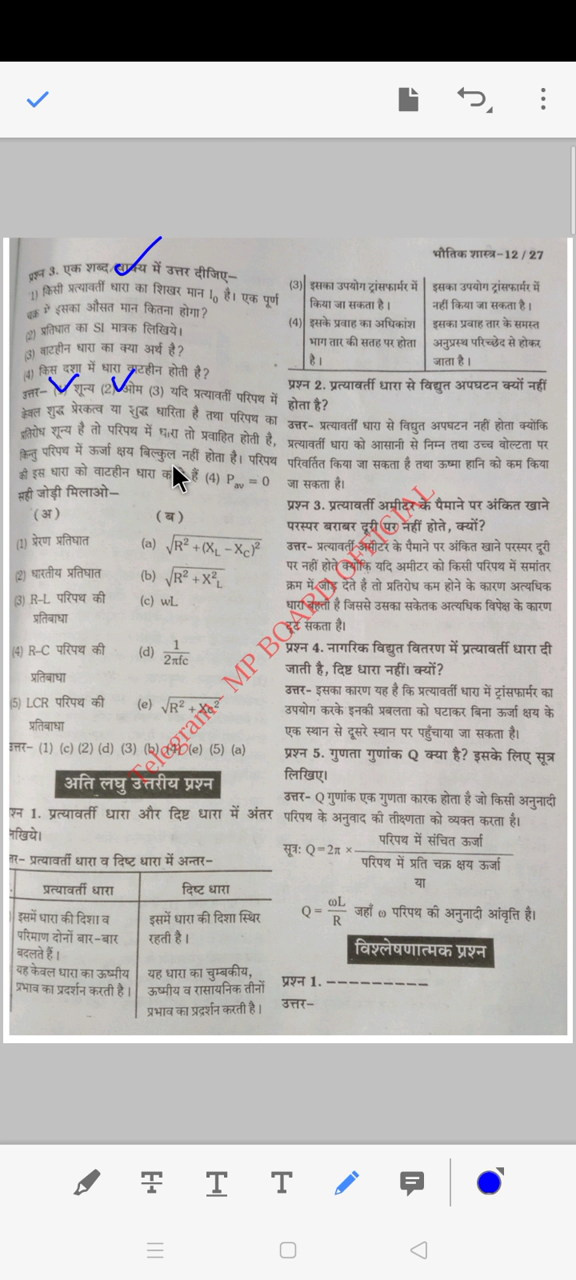 भौतिक शास्त्र-12 / 27
प्रश्न 3. एक शब्द/वाक्य में उत्तर दीजिए–
1) किसी प्रत्यावर्ती धारा का शिखर मान I₀ है। एक पूर्ण
चक्र में इसका औसत मान कितना होगा?
(2) प्रतिघात का SI मात्रक लिखिये।
(3) वाटहीन धारा का क्या अर्थ है?
(4) किस दशा में धारा वाटहीन होती है?
उत्तर– (1) शून्य (2) ओम (3) यदि प्रत्यावर्ती परिपथ में
केवल शुद्ध प्रेरकत्व या शुद्ध धारिता है तथा परिपथ का
प्रतिरोध शून्य है तो परिपथ में धारा तो प्रवाहित होती है,
किन्तु परिपथ में ऊर्जा क्षय बिल्कुल नहीं होता है। परिपथ
की इस धारा को वाटहीन धारा कहते हैं (4) Pav = 0
सही जोड़ी मिलाओ–
(अ) (ब)
(1) प्रेरण प्रतिघात (a) √R² + (XL – XC)²
(2) धारतीय प्रतिघात (b) √R² + X²L
(3) R-L परिपथ की (c) wL
प्रतिबाधा
(4) R-C परिपथ की (d) 1/2πfc
प्रतिबाधा
(5) LCR परिपथ की (e) √R² + Xc²
प्रतिबाधा
त्तर– (1) (c) (2) (d) (3) (b) (4) (e) (5) (a)
अति लघु उत्तरीय प्रश्न
श्न 1. प्रत्यावर्ती धारा और दिष्ट धारा में अंतर
लिखिये।
तर– प्रत्यावर्ती धारा व दिष्ट धारा में अन्तर–
प्रत्यावर्ती धारा दिष्ट धारा
इसमें धारा की दिशा व इसमें धारा की दिशा स्थिर
परिमाण दोनों बार-बार रहती है।
बदलते हैं।
यह केवल धारा का ऊष्मीय यह धारा का चुम्बकीय,
प्रभाव का प्रदर्शन करती है। ऊष्मीय व रासायनिक तीनों
प्रभाव का प्रदर्शन करती है।
(3) इसका उपयोग ट्रांसफार्मर में इसका उपयोग ट्रांसफार्मर में
किया जा सकता है। नहीं किया जा सकता है।
(4) इसके प्रवाह का अधिकांश इसका प्रवाह तार के समस्त
भाग तार की सतह पर होता अनुप्रस्थ परिच्छेद से होकर
है। जाता है।
प्रश्न 2. प्रत्यावर्ती धारा से विद्युत अपघटन क्यों नहीं
होता है?
उत्तर– प्रत्यावर्ती धारा से विद्युत अपघटन नहीं होता क्योंकि
प्रत्यावर्ती धारा को आसानी से निम्न तथा उच्च वोल्टता पर
परिवर्तित किया जा सकता है तथा ऊष्मा हानि को कम किया
जा सकता है।
प्रश्न 3. प्रत्यावर्ती अमीटर के पैमाने पर अंकित खाने
परस्पर बराबर दूरी पर नहीं होते, क्यों?
उत्तर– प्रत्यावर्ती अमीटर के पैमाने पर अंकित खाने परस्पर दूरी
पर नहीं होते क्योंकि यदि अमीटर को किसी परिपथ में समांतर
क्रम में जोड़ देते है तो प्रतिरोध कम होने के कारण अत्यधिक
धारा बहती है जिससे उसका संकेतक अत्यधिक विपेक्ष के कारण
टूट सकता है।
प्रश्न 4. नागरिक विद्युत वितरण में प्रत्यावर्ती धारा दी
जाती है, दिष्ट धारा नहीं। क्यों?
उत्तर– इसका कारण यह है कि प्रत्यावर्ती धारा में ट्रांसफार्मर का
उपयोग करके इनकी प्रबलता को घटाकर बिना ऊर्जा क्षय के
एक स्थान से दूसरे स्थान पर पहुँचाया जा सकता है।
प्रश्न 5. गुणता गुणांक Q क्या है? इसके लिए सूत्र
लिखिए।
उत्तर– Q गुणांक एक गुणता कारक होता है जो किसी अनुनादी
परिपथ के अनुवाद की तीक्ष्णता को व्यक्त करता है।
सूत्र: Q=2π × परिपथ में संचित ऊर्जा
परिपथ में प्रति चक्र क्षय ऊर्जा
या
Q = ωL/R जहाँ ω परिपथ की अनुनादी आंवृत्ति है।
विश्लेषणात्मक प्रश्न
प्रश्न 1. –––––––––
उत्तर–
Telegram - MP BOARD OFFICIAL
T T T